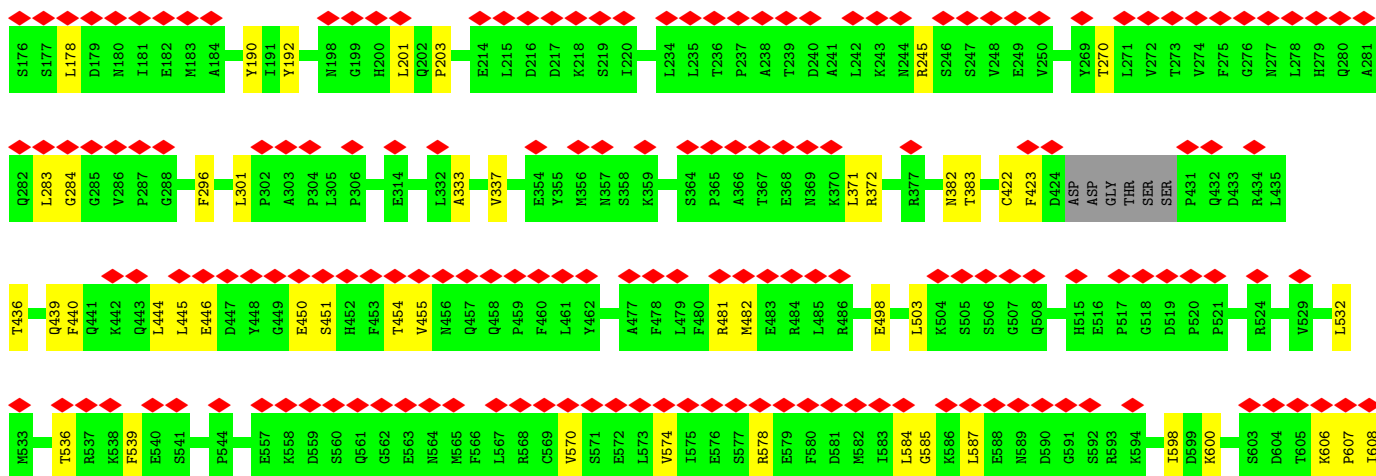 S176 S177 L178 D179 N180 I181 E182 M183 A184 Y190 I191 Y192 N198 G199 H200 L201 Q202 P203 E214 L215 D216 D217 K218 S219 I220 L234 L235 T236 P237 A238 T239 D240 A241 L242 K243 N244 R245 S246 S247 V248 E249 V250 Y269 T270 L271 V272 T273 V274 F275 G276 N277 L278 H279 Q280 A281
Q282 L283 G284 G285 V286 P287 G288 F296 L301 P302 A303 P304 L305 P306 E314 L332 A333 V337 E354 Y355 M356 N357 S358 K359 S364 P365 A366 T367 E368 N369 K370 L371 R372 R377 N382 T383 C422 F423 D424 ASP ASP GLY THR SER SER P431 Q432 D433 R434 L435
T436 Q439 F440 Q441 K442 Q443 L444 L445 E446 D447 Y448 G449 E450 S451 H452 F453 T454 V455 N456 Q457 Q458 P459 F460 L461 Y462 A477 F478 L479 F480 R481 M482 E483 R484 L485 R486 E498 L503 K504 S505 S506 G507 Q508 H515 E516 P517 G518 D519 P520 P521 R524 V529 L532
M533 T536 R537 K538 F539 E540 S541 P544 E557 K558 D559 S560 Q561 G562 E563 N564 M565 F566 L567 R568 C569 V570 S571 E572 L573 V574 I575 E576 S577 R578 E579 F580 D581 M582 I583 L584 G585 K586 L587 E588 N589 D590 G591 S592 R593 K594 I598 D599 K600 S603 D604 T605 K606 P607 T608